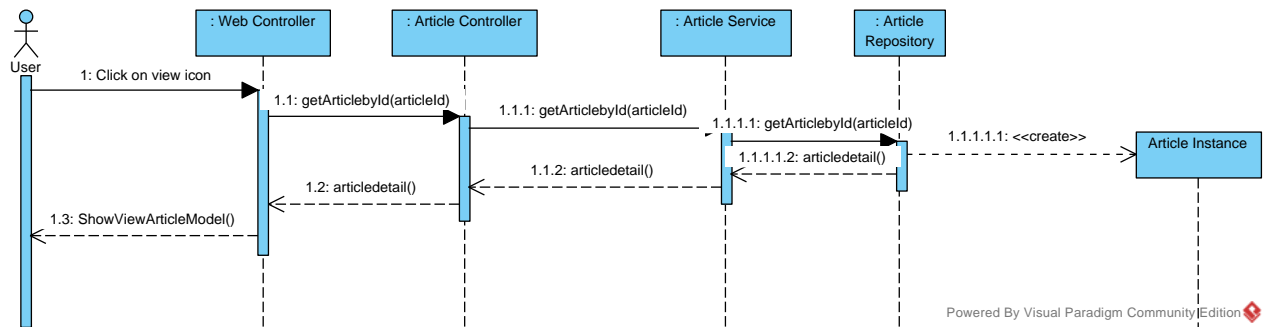 : Web Controller
: Article Controller
: Article Service
: Article
Repository
User
1: Click on view icon
1.1: getArticlebyId(articleId)
1.1.1: getArticlebyId(articleId)
1.1.1.1: getArticlebyId(articleId)
1.1.1.1.1: <<create>>
Article Instance
1.1.1.1.2: articledetail()
1.1.2: articledetail()
1.2: articledetail()
1.3: ShowViewArticleModel()
Powered By Visual Paradigm Community Edition